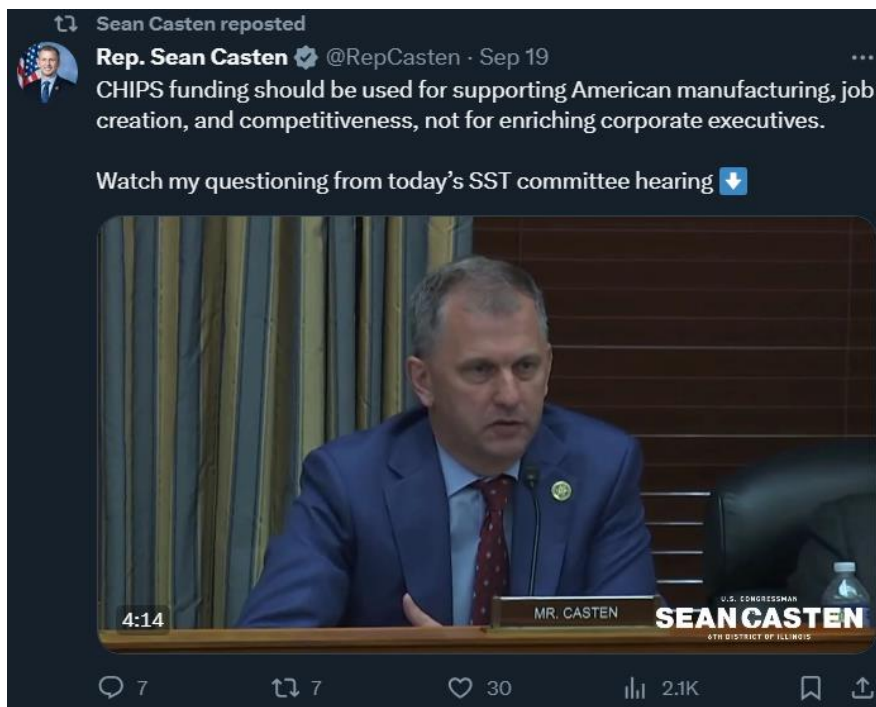 Sean Casten reposted
Rep. Sean Casten @RepCasten · Sep 19
CHIPS funding should be used for supporting American manufacturing, job
creation, and competitiveness, not for enriching corporate executives.
Watch my questioning from today’s SST committee hearing
MR. CASTEN
U.S. CONGRESSMAN
SEAN CASTEN
6TH DISTRICT OF ILLINOIS
4:14
7 7 30 2.1K